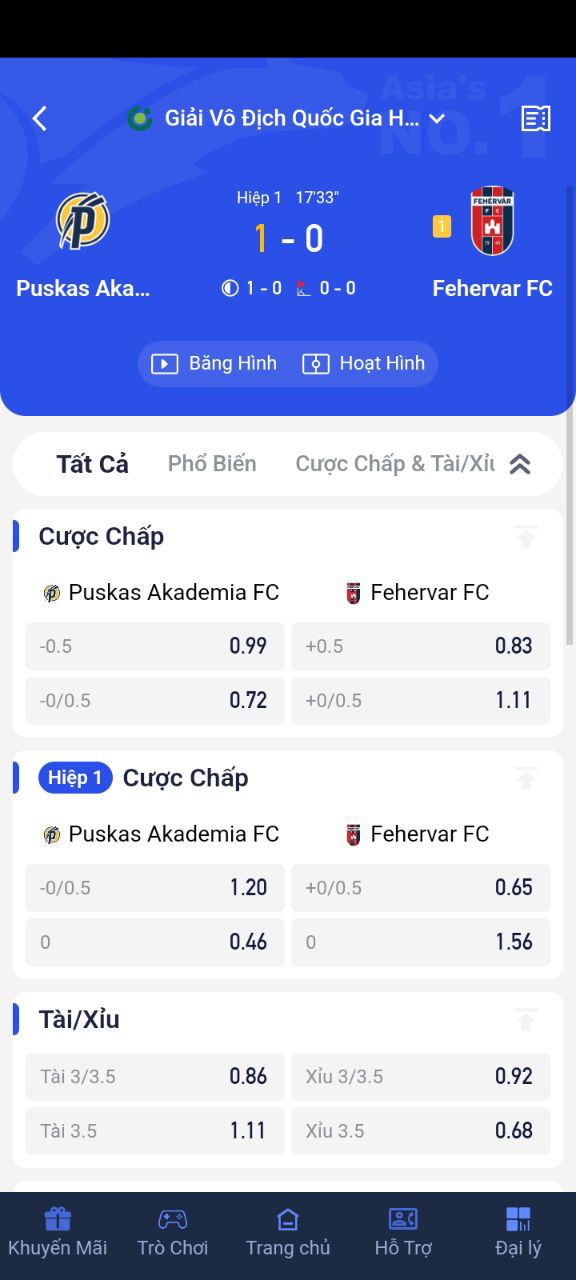 Asia's
NO.1
Giải Vô Địch Quốc Gia H...
Hiệp 1 17'33"
1 - 0
1
FEHÉRVÁR
Puskas Aka...
1 - 0 0 - 0
Fehervar FC
Băng Hình Hoạt Hình
Tất Cả Phổ Biến Cược Chấp & Tài/Xỉu
Cược Chấp
Puskas Akademia FC Fehervar FC
-0.5 0.99 +0.5 0.83
-0/0.5 0.72 +0/0.5 1.11
Hiệp 1 Cược Chấp
Puskas Akademia FC Fehervar FC
-0/0.5 1.20 +0/0.5 0.65
0 0.46 0 1.56
Tài/Xỉu
Tài 3/3.5 0.86 Xỉu 3/3.5 0.92
Tài 3.5 1.11 Xỉu 3.5 0.68
Khuyến Mãi Trò Chơi Trang chủ Hỗ Trợ Đại lý